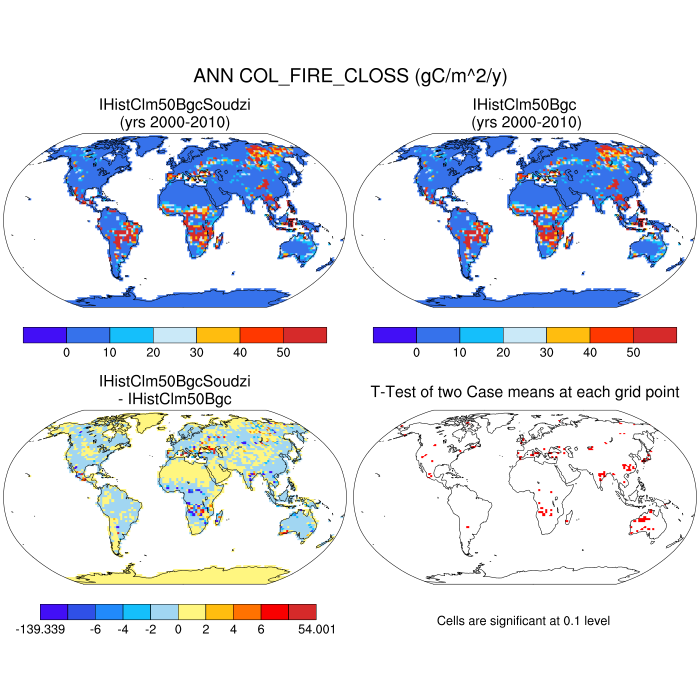 ANN COL_FIRE_CLOSS (gC/m^2/y)
IHistClm50BgcSoudzi
(yrs 2000-2010)
IHistClm50Bgc
(yrs 2000-2010)
0 10 20 30 40 50
0 10 20 30 40 50
IHistClm50BgcSoudzi
- IHistClm50Bgc
T-Test of two Case means at each grid point
-139.339 -6 -4 -2 0 2 4 6 54.001
Cells are significant at 0.1 level